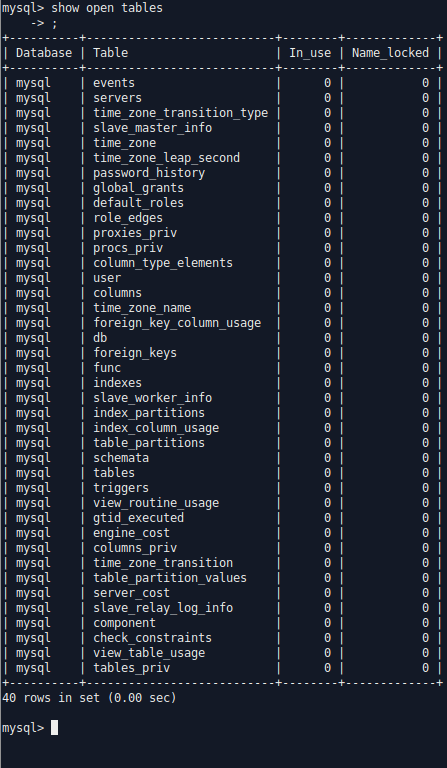 mysql> show open tables
    -> ;
+----------+---------------------------+--------+-------------+
| Database | Table                     | In_use | Name_locked |
+----------+---------------------------+--------+-------------+
| mysql    | events                    |      0 |           0 |
| mysql    | servers                   |      0 |           0 |
| mysql    | time_zone_transition_type |      0 |           0 |
| mysql    | slave_master_info         |      0 |           0 |
| mysql    | time_zone                 |      0 |           0 |
| mysql    | time_zone_leap_second     |      0 |           0 |
| mysql    | password_history          |      0 |           0 |
| mysql    | global_grants             |      0 |           0 |
| mysql    | default_roles             |      0 |           0 |
| mysql    | role_edges                |      0 |           0 |
| mysql    | proxies_priv              |      0 |           0 |
| mysql    | procs_priv                |      0 |           0 |
| mysql    | column_type_elements      |      0 |           0 |
| mysql    | user                      |      0 |           0 |
| mysql    | columns                   |      0 |           0 |
| mysql    | time_zone_name            |      0 |           0 |
| mysql    | foreign_key_column_usage  |      0 |           0 |
| mysql    | db                        |      0 |           0 |
| mysql    | foreign_keys              |      0 |           0 |
| mysql    | func                      |      0 |           0 |
| mysql    | indexes                   |      0 |           0 |
| mysql    | slave_worker_info         |      0 |           0 |
| mysql    | index_partitions          |      0 |           0 |
| mysql    | index_column_usage        |      0 |           0 |
| mysql    | table_partitions          |      0 |           0 |
| mysql    | schemata                  |      0 |           0 |
| mysql    | tables                    |      0 |           0 |
| mysql    | triggers                  |      0 |           0 |
| mysql    | view_routine_usage        |      0 |           0 |
| mysql    | gtid_executed             |      0 |           0 |
| mysql    | engine_cost               |      0 |           0 |
| mysql    | columns_priv              |      0 |           0 |
| mysql    | time_zone_transition      |      0 |           0 |
| mysql    | table_partition_values    |      0 |           0 |
| mysql    | server_cost               |      0 |           0 |
| mysql    | slave_relay_log_info      |      0 |           0 |
| mysql    | component                 |      0 |           0 |
| mysql    | check_constraints         |      0 |           0 |
| mysql    | view_table_usage          |      0 |           0 |
| mysql    | tables_priv               |      0 |           0 |
+----------+---------------------------+--------+-------------+
40 rows in set (0.00 sec)
mysql>